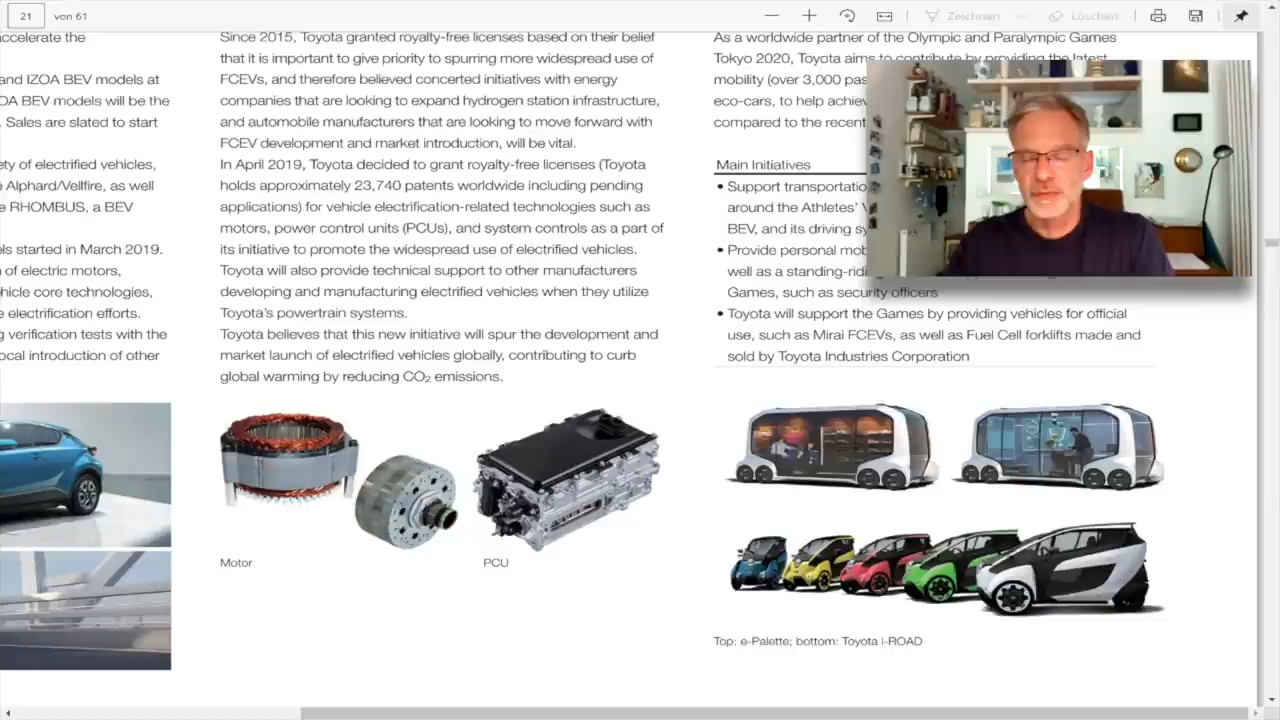 21 von 61
Zeichnen
Löschen
accelerate the
and IZOA BEV models at
OA BEV models will be the
. Sales are slated to start
ety of electrified vehicles,
Alphard/Vellfire, as well
e RHOMBUS, a BEV
els started in March 2019.
n of electric motors,
hicle core technologies,
e electrification efforts.
g verification tests with the
ocal introduction of other
Since 2015, Toyota granted royalty-free licenses based on their belief
that it is important to give priority to spurring more widespread use of
FCEVs, and therefore believed concerted initiatives with energy
companies that are looking to expand hydrogen station infrastructure,
and automobile manufacturers that are looking to move forward with
FCEV development and market introduction, will be vital.
In April 2019, Toyota decided to grant royalty-free licenses (Toyota
holds approximately 23,740 patents worldwide including pending
applications) for vehicle electrification-related technologies such as
motors, power control units (PCUs), and system controls as a part of
its initiative to promote the widespread use of electrified vehicles.
Toyota will also provide technical support to other manufacturers
developing and manufacturing electrified vehicles when they utilize
Toyota's powertrain systems.
Toyota believes that this new initiative will spur the development and
market launch of electrified vehicles globally, contributing to curb
global warming by reducing CO₂ emissions.
Motor
PCU
As a worldwide partner of the Olympic and Paralympic Games
Tokyo 2020, Toyota aims to contribute by providing the latest
mobility (over 3,000 pas
eco-cars, to help achiev
compared to the recent
Main Initiatives
• Support transportatio
around the Athletes' V
BEV, and its driving sy
• Provide personal mob
well as a standing-ridi
Games, such as security officers
• Toyota will support the Games by providing vehicles for official
use, such as Mirai FCEVs, as well as Fuel Cell forklifts made and
sold by Toyota Industries Corporation
Top: e-Palette; bottom: Toyota i-ROAD